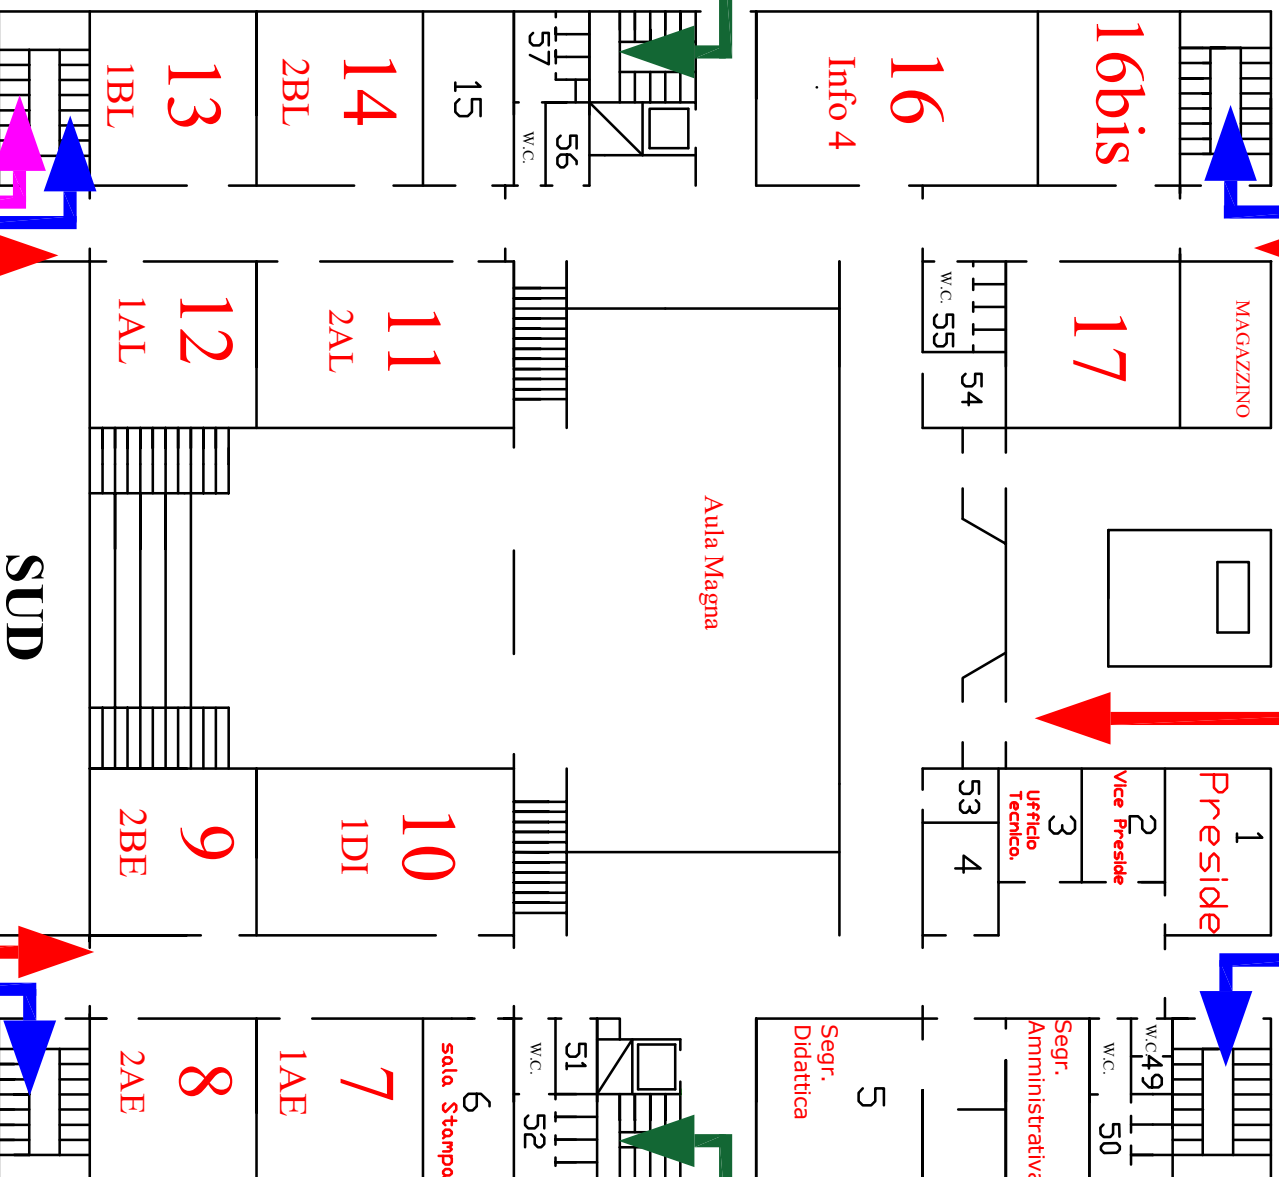 13
1BL
14
2BL
15
57
56
W.C.
16
Info 4
16bis
12
1AL
11
2AL
W.C.
55
54
17
MAGAZZINO
SUD
Aula Magna
9
2BE
10
1DI
53
4
3
Ufficio
Tecnico.
2
Vice Preside
1
Preside
8
2AE
7
1AE
6
sala Stampa
51
W.C.
52
5
Segr.
Didattica
Segr.
Amministrativa
W.C.
49
W.C.
50